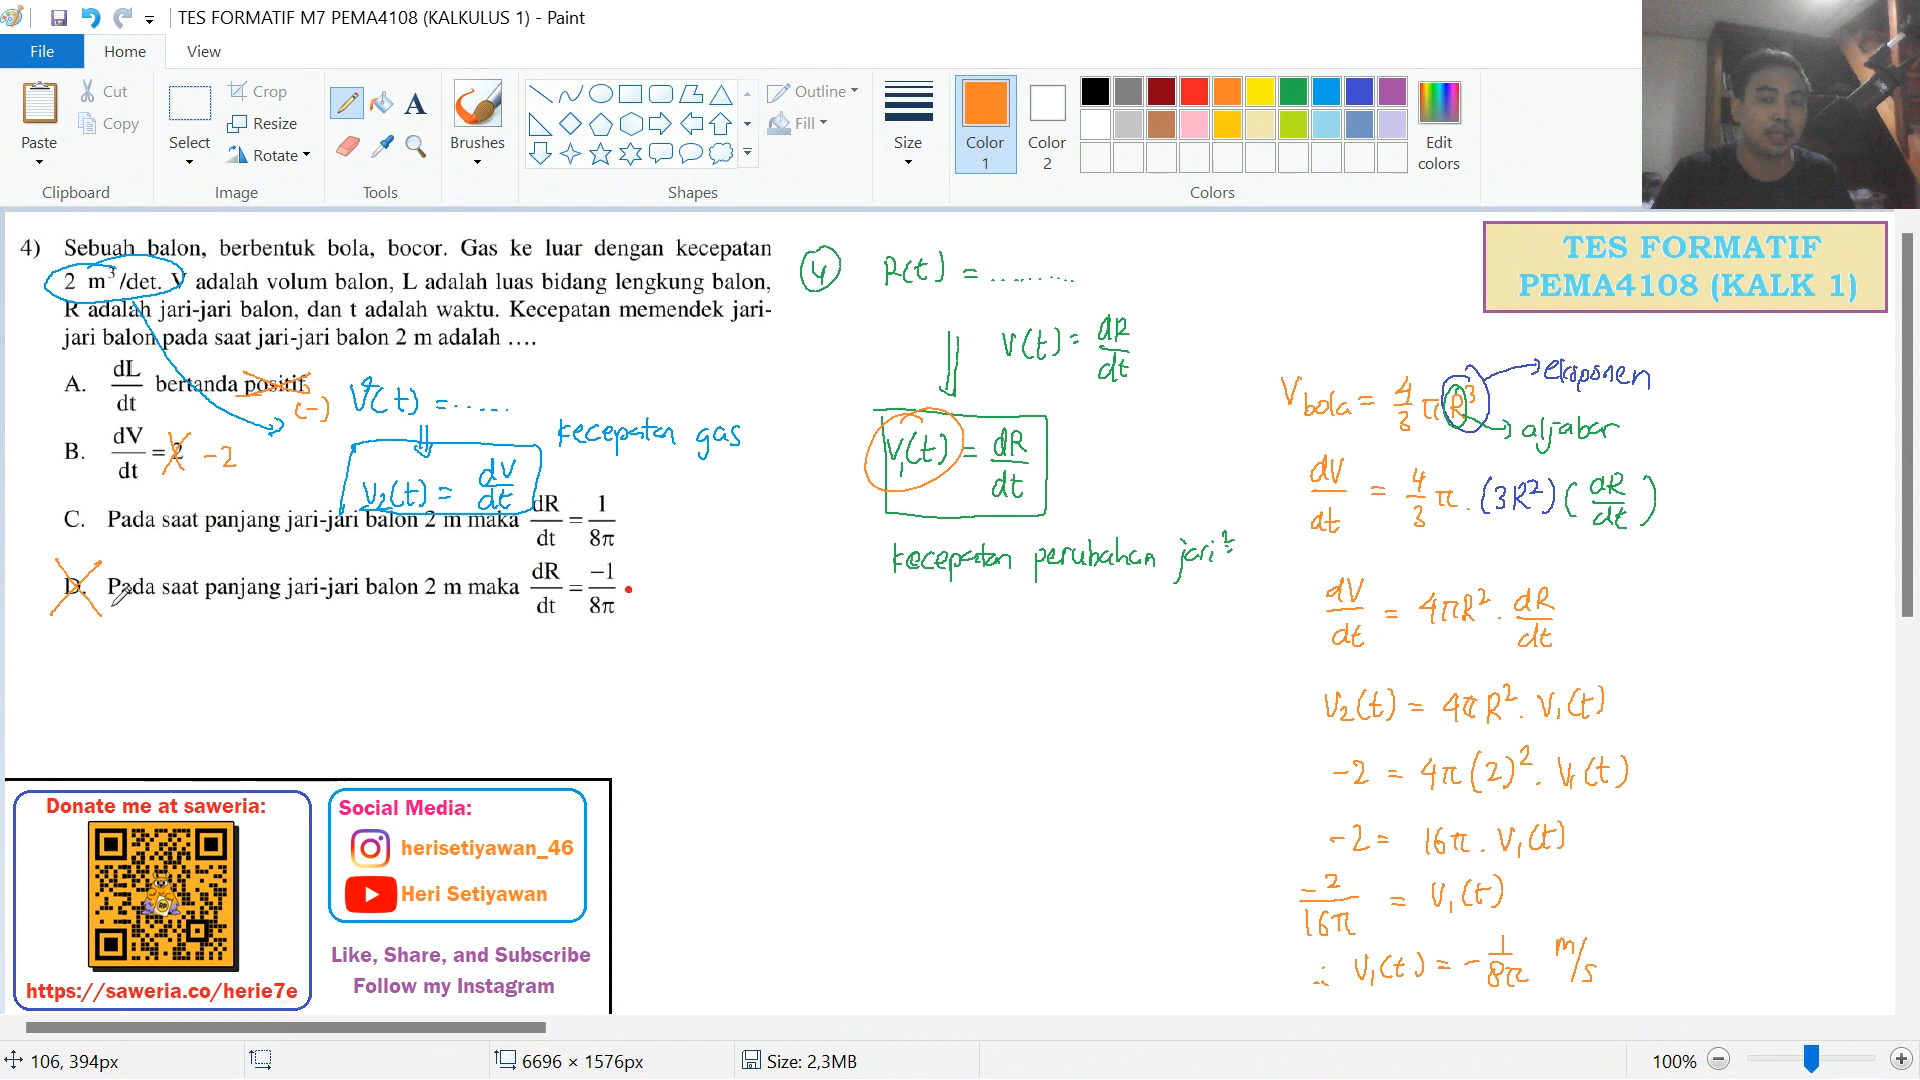 TES FORMATIF M7 PEMA4108 (KALKULUS 1) - Paint
File Home View
Paste
Cut
Copy
Clipboard
Select
Crop
Resize
Rotate
Image
Tools
Brushes
Outline
Fill
Shapes
Size
Color 1
Color 2
Edit colors
Colors
4) Sebuah balon, berbentuk bola, bocor. Gas ke luar dengan kecepatan
2 m³/det. V adalah volum balon, L adalah luas bidang lengkung balon,
R adalah jari-jari balon, dan t adalah waktu. Kecepatan memendek jari-
jari balon pada saat jari-jari balon 2 m adalah ….
A. dL/dt bertanda positif
(-)
B. dV/dt = 2 -2
C. Pada saat panjang jari-jari balon 2 m maka dR/dt = 1/8π
D. Pada saat panjang jari-jari balon 2 m maka dR/dt = -1/8π
V(t) = ......
kecepatan gas
v₂(t) = dV/dt
4 R(t) = ..........
v(t) = dR/dt
V₁(t) = dR/dt
kecepatan perubahan jari²
TES FORMATIF
PEMA4108 (KALK 1)
V bola = 4/3 π R³
eksponen
aljabar
dV/dt = 4/3 π . (3R²) (dR/dt)
dV/dt = 4πR² . dR/dt
V₂(t) = 4πR² . V₁(t)
-2 = 4π(2)² . V₁(t)
-2 = 16π . V₁(t)
-2/16π = V₁(t)
∴ V₁(t) = -1/8π m/s
Donate me at saweria:
https://saweria.co/herie7e
Social Media:
herisetiyawan_46
Heri Setiyawan
Like, Share, and Subscribe
Follow my Instagram
106, 394px
6696 × 1576px
Size: 2,3MB
100%